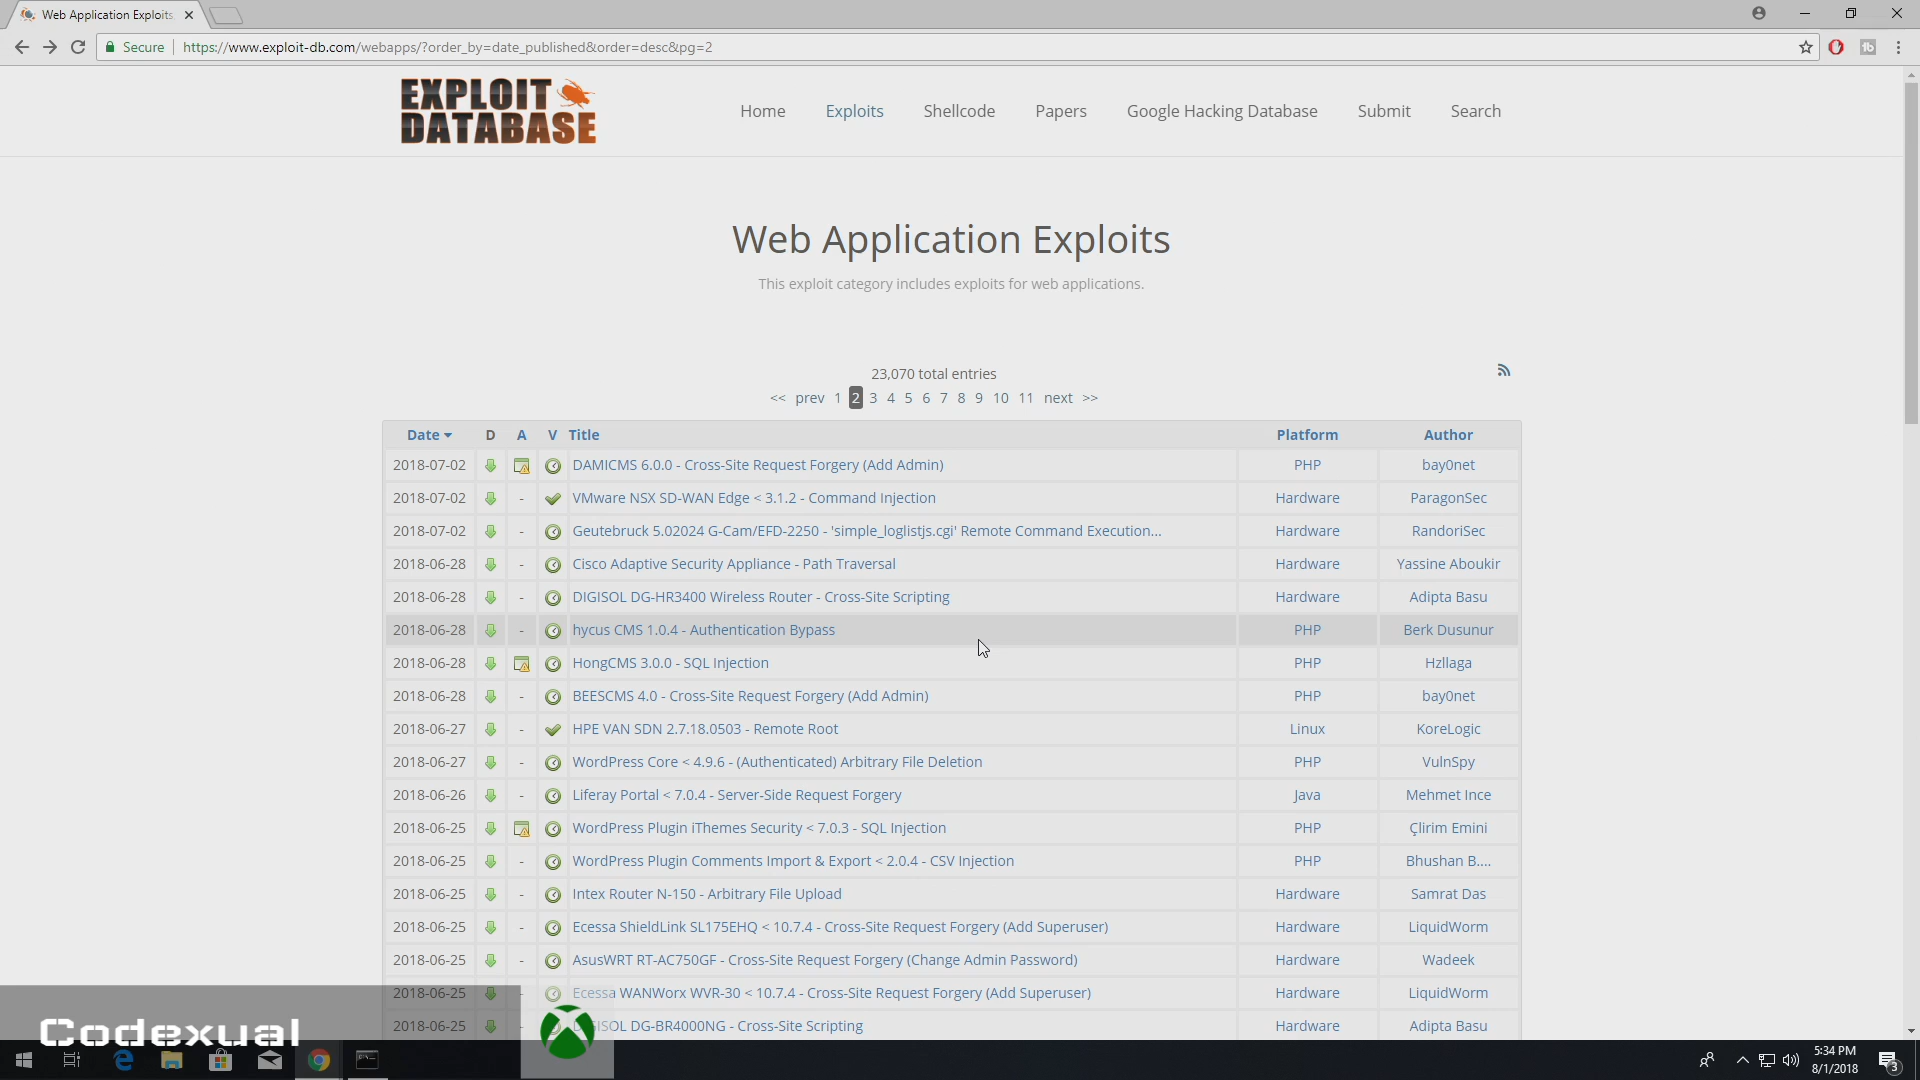 Web Application Exploits
Secure https://www.exploit-db.com/webapps/?order_by=date_published&order=desc&pg=2
EXPLOIT DATABASE
Home Exploits Shellcode Papers Google Hacking Database Submit Search
Web Application Exploits
This exploit category includes exploits for web applications.
23,070 total entries
<< prev 1 2 3 4 5 6 7 8 9 10 11 next >>
Date D A V Title Platform Author
2018-07-02 DAMICMS 6.0.0 - Cross-Site Request Forgery (Add Admin) PHP bay0net
2018-07-02 - VMware NSX SD-WAN Edge < 3.1.2 - Command Injection Hardware ParagonSec
2018-07-02 - Geutebruck 5.02024 G-Cam/EFD-2250 - 'simple_loglistjs.cgi' Remote Command Execution... Hardware RandoriSec
2018-06-28 - Cisco Adaptive Security Appliance - Path Traversal Hardware Yassine Aboukir
2018-06-28 - DIGISOL DG-HR3400 Wireless Router - Cross-Site Scripting Hardware Adipta Basu
2018-06-28 - hycus CMS 1.0.4 - Authentication Bypass PHP Berk Dusunur
2018-06-28 HongCMS 3.0.0 - SQL Injection PHP Hzllaga
2018-06-28 - BEESCMS 4.0 - Cross-Site Request Forgery (Add Admin) PHP bay0net
2018-06-27 - HPE VAN SDN 2.7.18.0503 - Remote Root Linux KoreLogic
2018-06-27 - WordPress Core < 4.9.6 - (Authenticated) Arbitrary File Deletion PHP VulnSpy
2018-06-26 - Liferay Portal < 7.0.4 - Server-Side Request Forgery Java Mehmet Ince
2018-06-25 WordPress Plugin iThemes Security < 7.0.3 - SQL Injection PHP Çlirim Emini
2018-06-25 - WordPress Plugin Comments Import & Export < 2.0.4 - CSV Injection PHP Bhushan B....
2018-06-25 - Intex Router N-150 - Arbitrary File Upload Hardware Samrat Das
2018-06-25 - Ecessa ShieldLink SL175EHQ < 10.7.4 - Cross-Site Request Forgery (Add Superuser) Hardware LiquidWorm
2018-06-25 - AsusWRT RT-AC750GF - Cross-Site Request Forgery (Change Admin Password) Hardware Wadeek
2018-06-25 - Ecessa WANWorx WVR-30 < 10.7.4 - Cross-Site Request Forgery (Add Superuser) Hardware LiquidWorm
2018-06-25 - DIGISOL DG-BR4000NG - Cross-Site Scripting Hardware Adipta Basu
Codexual
5:34 PM
8/1/2018
3